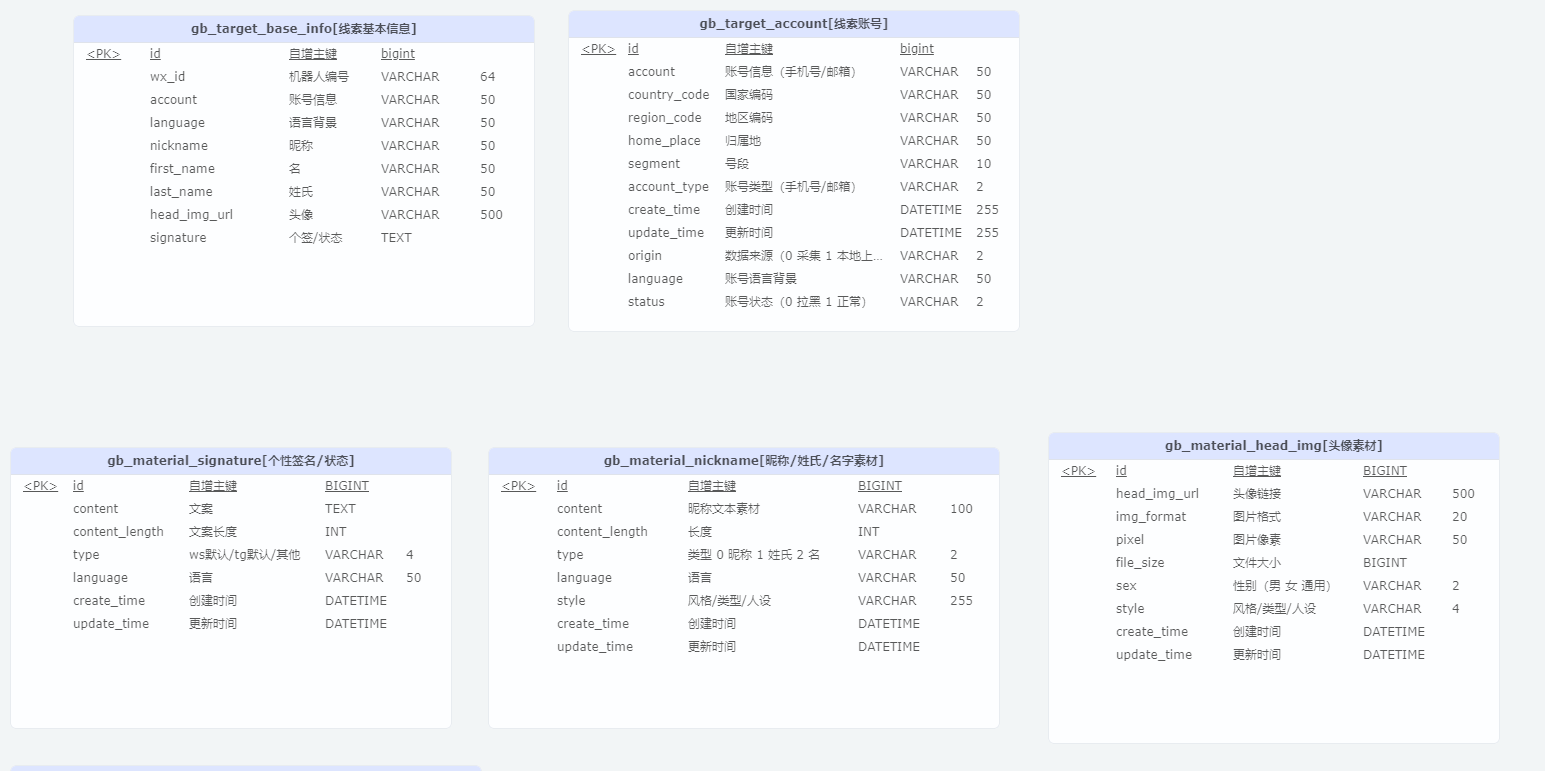 gb_target_base_info[线索基本信息]
<PK> id 自增主键 bigint
wx_id 机器人编号 VARCHAR 64
account 账号信息 VARCHAR 50
language 语言背景 VARCHAR 50
nickname 昵称 VARCHAR 50
first_name 名 VARCHAR 50
last_name 姓氏 VARCHAR 50
head_img_url 头像 VARCHAR 500
signature 个签/状态 TEXT
gb_target_account[线索账号]
<PK> id 自增主键 bigint
account 账号信息（手机号/邮箱） VARCHAR 50
country_code 国家编码 VARCHAR 50
region_code 地区编码 VARCHAR 50
home_place 归属地 VARCHAR 50
segment 号段 VARCHAR 10
account_type 账号类型（手机号/邮箱） VARCHAR 2
create_time 创建时间 DATETIME 255
update_time 更新时间 DATETIME 255
origin 数据来源（0 采集 1 本地上... VARCHAR 2
language 账号语言背景 VARCHAR 50
status 账号状态（0 拉黑 1 正常） VARCHAR 2
gb_material_signature[个性签名/状态]
<PK> id 自增主键 BIGINT
content 文案 TEXT
content_length 文案长度 INT
type ws默认/tg默认/其他 VARCHAR 4
language 语言 VARCHAR 50
create_time 创建时间 DATETIME
update_time 更新时间 DATETIME
gb_material_nickname[昵称/姓氏/名字素材]
<PK> id 自增主键 BIGINT
content 昵称文本素材 VARCHAR 100
content_length 长度 INT
type 类型 0 昵称 1 姓氏 2 名 VARCHAR 2
language 语言 VARCHAR 50
style 风格/类型/人设 VARCHAR 255
create_time 创建时间 DATETIME
update_time 更新时间 DATETIME
gb_material_head_img[头像素材]
<PK> id 自增主键 BIGINT
head_img_url 头像链接 VARCHAR 500
img_format 图片格式 VARCHAR 20
pixel 图片像素 VARCHAR 50
file_size 文件大小 BIGINT
sex 性别（男 女 通用） VARCHAR 2
style 风格/类型/人设 VARCHAR 4
create_time 创建时间 DATETIME
update_time 更新时间 DATETIME